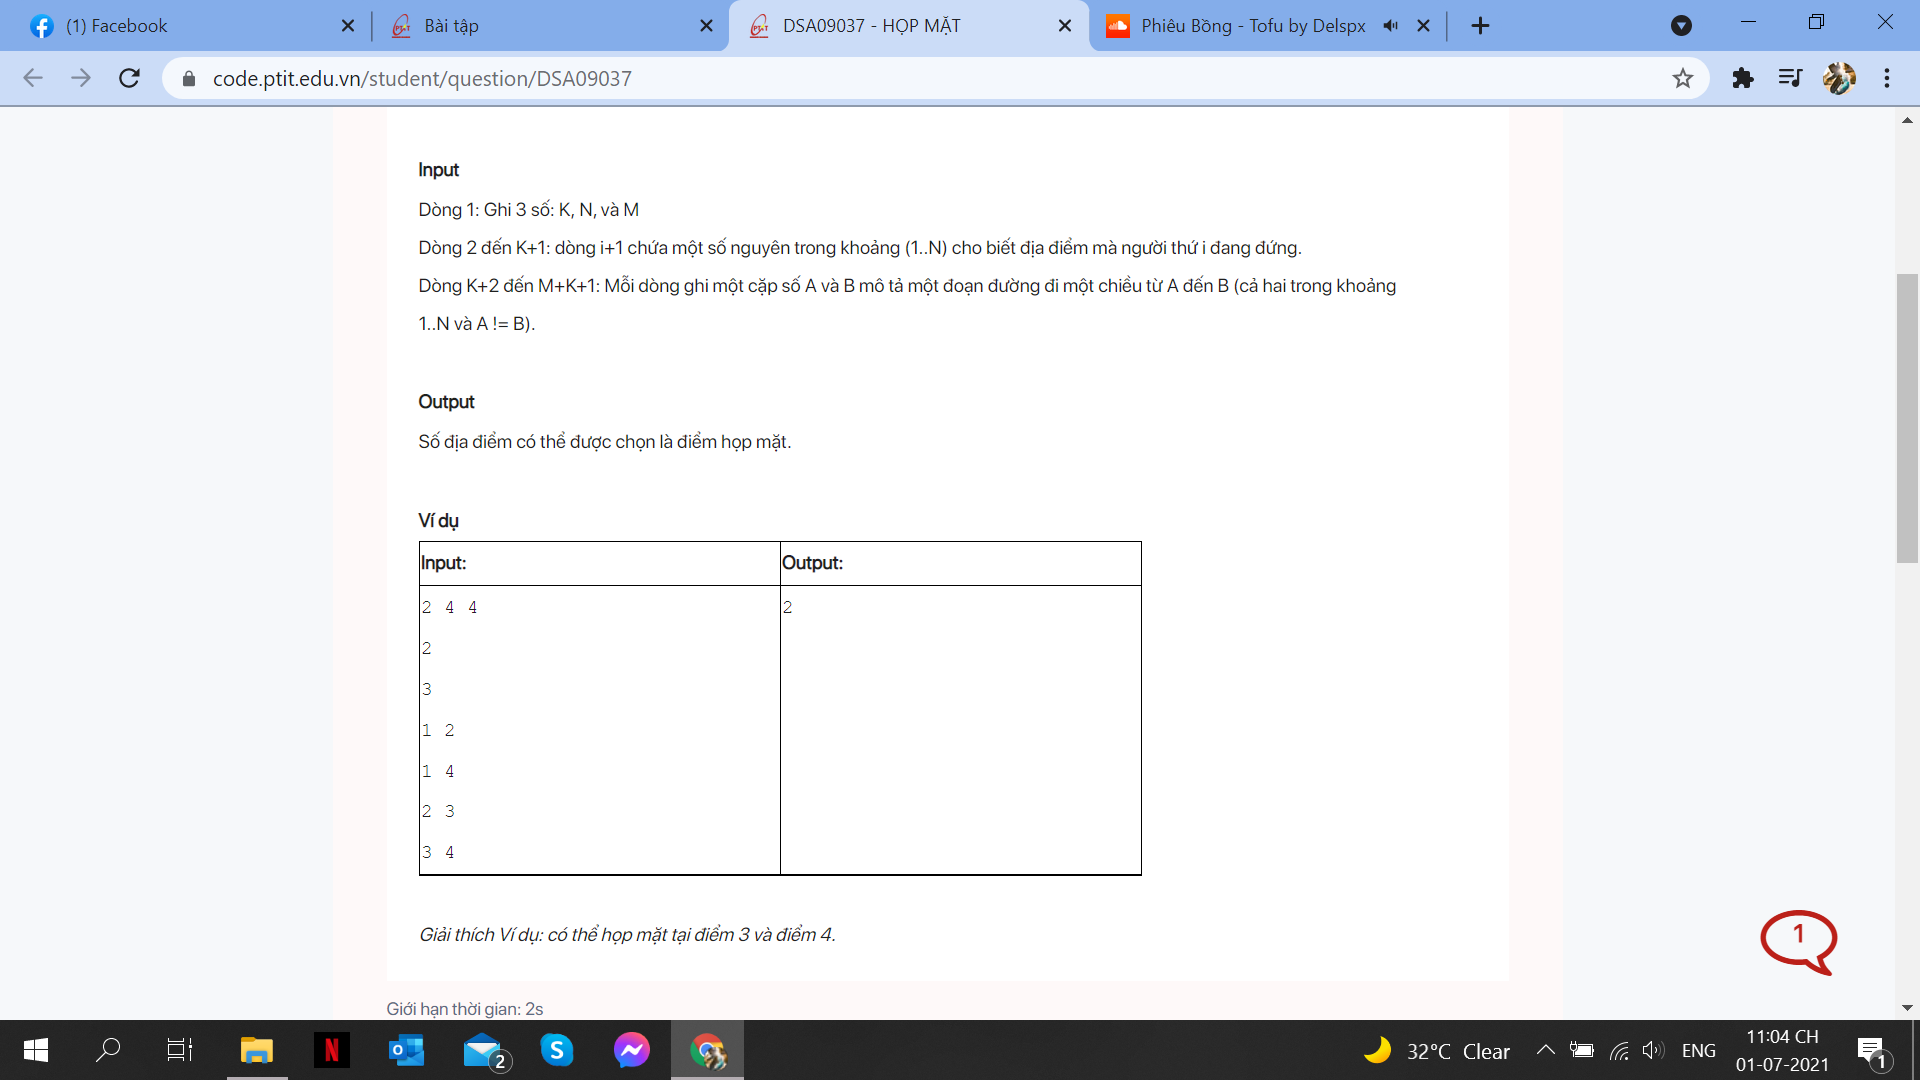 (1) Facebook
Bài tập
DSA09037 - HỌP MẶT
Phiêu Bồng - Tofu by Delspx
code.ptit.edu.vn/student/question/DSA09037
Input
Dòng 1: Ghi 3 số: K, N, và M
Dòng 2 đến K+1: dòng i+1 chứa một số nguyên trong khoảng (1..N) cho biết địa điểm mà người thứ i đang đứng.
Dòng K+2 đến M+K+1: Mỗi dòng ghi một cặp số A và B mô tả một đoạn đường đi một chiều từ A đến B (cả hai trong khoảng
1..N và A != B).
Output
Số địa điểm có thể được chọn là điểm họp mặt.
Ví dụ
Input: Output:
2 4 4 2
2
3
1 2
1 4
2 3
3 4
Giải thích Ví dụ: có thể họp mặt tại điểm 3 và điểm 4.
1
Giới hạn thời gian: 2s
2
32°C Clear
ENG
11:04 CH
01-07-2021
1